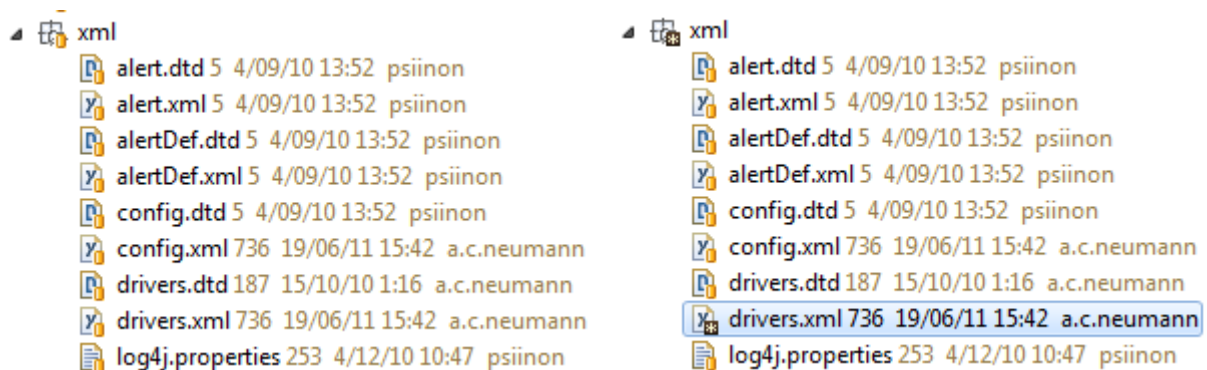 xml
alert.dtd 5 4/09/10 13:52 psiinon
alert.xml 5 4/09/10 13:52 psiinon
alertDef.dtd 5 4/09/10 13:52 psiinon
alertDef.xml 5 4/09/10 13:52 psiinon
config.dtd 5 4/09/10 13:52 psiinon
config.xml 736 19/06/11 15:42 a.c.neumann
drivers.dtd 187 15/10/10 1:16 a.c.neumann
drivers.xml 736 19/06/11 15:42 a.c.neumann
log4j.properties 253 4/12/10 10:47 psiinon
xml
alert.dtd 5 4/09/10 13:52 psiinon
alert.xml 5 4/09/10 13:52 psiinon
alertDef.dtd 5 4/09/10 13:52 psiinon
alertDef.xml 5 4/09/10 13:52 psiinon
config.dtd 5 4/09/10 13:52 psiinon
config.xml 736 19/06/11 15:42 a.c.neumann
drivers.dtd 187 15/10/10 1:16 a.c.neumann
drivers.xml 736 19/06/11 15:42 a.c.neumann
log4j.properties 253 4/12/10 10:47 psiinon